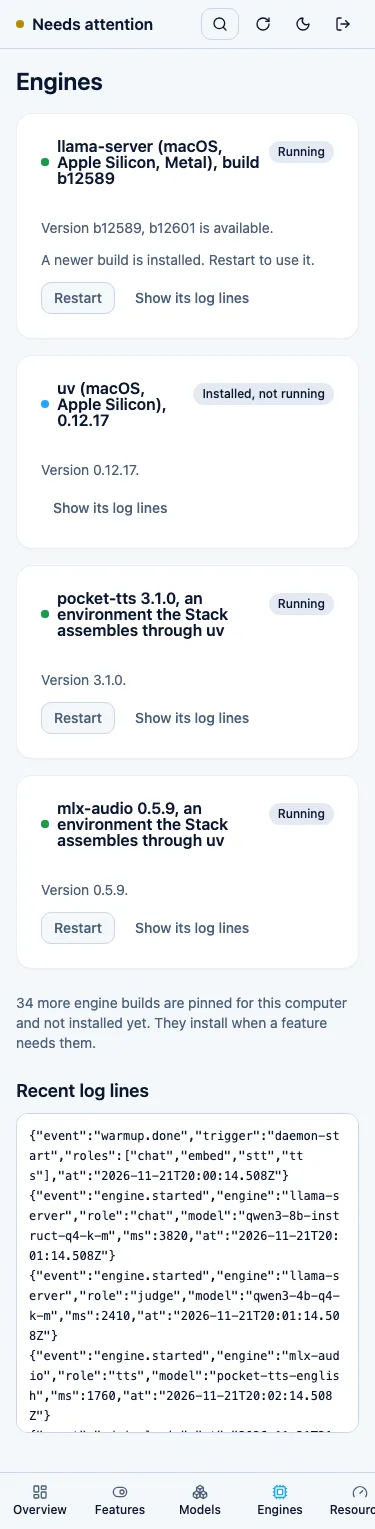 Needs attention
Engines
llama-server (macOS,
Apple Silicon, Metal), build
b12589
Running
Version b12589, b12601 is available.
A newer build is installed. Restart to use it.
Restart
Show its log lines
uv (macOS,
Apple Silicon),
0.12.17
Installed, not running
Version 0.12.17.
Show its log lines
pocket-tts 3.1.0, an
environment the Stack
assembles through uv
Running
Version 3.1.0.
Restart
Show its log lines
mlx-audio 0.5.9, an
environment the Stack
assembles through uv
Running
Version 0.5.9.
Restart
Show its log lines
34 more engine builds are pinned for this computer
and not installed yet. They install when a feature
needs them.
Recent log lines
{"event":"warmup.done","trigger":"daemon-st
art","roles":["chat","embed","stt","tt
s"],"at":"2026-11-21T20:00:14.508Z"}
{"event":"engine.started","engine":"llama-s
erver","role":"chat","model":"qwen3-8b-inst
ruct-q4-k-m","ms":3820,"at":"2026-11-21T20:
01:14.508Z"}
{"event":"engine.started","engine":"llama-s
erver","role":"judge","model":"qwen3-4b-q4-
k-m","ms":2410,"at":"2026-11-21T20:01:14.50
8Z"}
{"event":"engine.started","engine":"mlx-aud
io","role":"tts","model":"pocket-tts-englis
h","ms":1760,"at":"2026-11-21T20:02:14.508
Z"}
Overview
Features
Models
Engines
Resourc